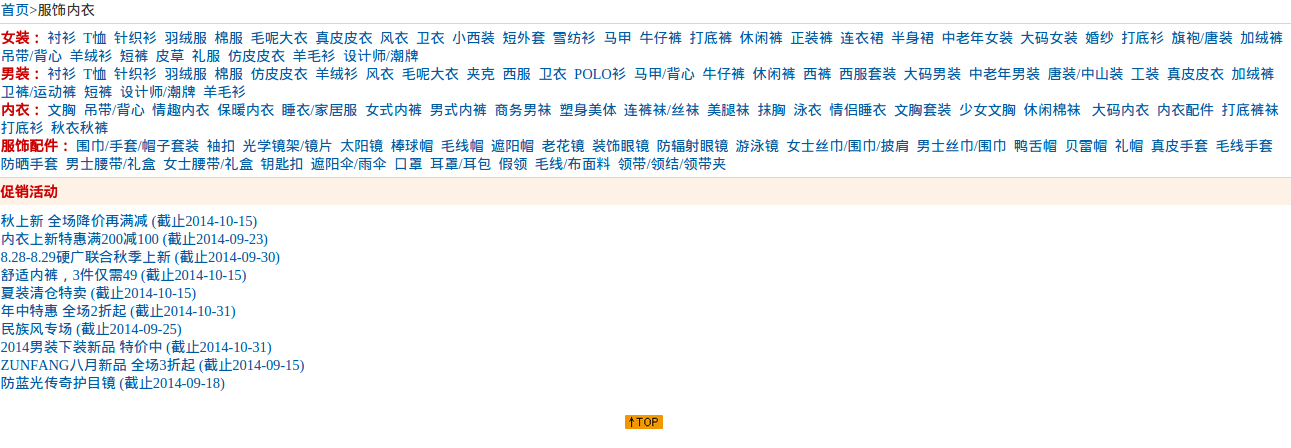 首页>服饰内衣
女装： 衬衫 T恤 针织衫 羽绒服 棉服 毛呢大衣 真皮皮衣 风衣 卫衣 小西装 短外套 雪纺衫 马甲 牛仔裤 打底裤 休闲裤 正装裤 连衣裙 半身裙 中老年女装 大码女装 婚纱 打底衫 旗袍/唐装 加绒裤
吊带/背心 羊绒衫 短裤 皮草 礼服 仿皮皮衣 羊毛衫 设计师/潮牌
男装： 衬衫 T恤 针织衫 羽绒服 棉服 仿皮皮衣 羊绒衫 风衣 毛呢大衣 夹克 西服 卫衣 POLO衫 马甲/背心 牛仔裤 休闲裤 西裤 西服套装 大码男装 中老年男装 唐装/中山装 工装 真皮皮衣 加绒裤
卫裤/运动裤 短裤 设计师/潮牌 羊毛衫
内衣： 文胸 吊带/背心 情趣内衣 保暖内衣 睡衣/家居服 女式内裤 男式内裤 商务男袜 塑身美体 连裤袜/丝袜 美腿袜 抹胸 泳衣 情侣睡衣 文胸套装 少女文胸 休闲棉袜 大码内衣 内衣配件 打底裤袜
打底衫 秋衣秋裤
服饰配件： 围巾/手套/帽子套装 袖扣 光学镜架/镜片 太阳镜 棒球帽 毛线帽 遮阳帽 老花镜 装饰眼镜 防辐射眼镜 游泳镜 女士丝巾/围巾/披肩 男士丝巾/围巾 鸭舌帽 贝雷帽 礼帽 真皮手套 毛线手套
防晒手套 男士腰带/礼盒 女士腰带/礼盒 钥匙扣 遮阳伞/雨伞 口罩 耳罩/耳包 假领 毛线/布面料 领带/领结/领带夹
促销活动
秋上新 全场降价再满减 (截止2014-10-15)
内衣上新特惠满200减100 (截止2014-09-23)
8.28-8.29硬广联合秋季上新 (截止2014-09-30)
舒适内裤，3件仅需49 (截止2014-10-15)
夏装清仓特卖 (截止2014-10-15)
年中特惠 全场2折起 (截止2014-10-31)
民族风专场 (截止2014-09-25)
2014男装下装新品 特价中 (截止2014-10-31)
ZUNFANG八月新品 全场3折起 (截止2014-09-15)
防蓝光传奇护目镜 (截止2014-09-18)
↑TOP